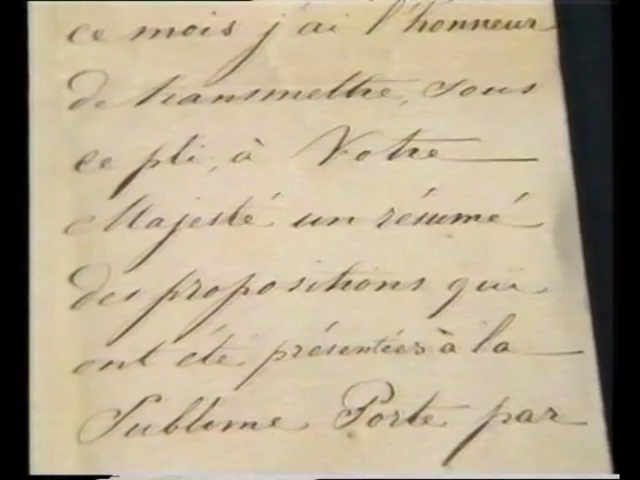 ce mois j'ai l'honneur
de transmettre, sous
ce pli, à Votre
Majesté un résumé
des propositions qui
ont été présentées à la
Sublime Porte par